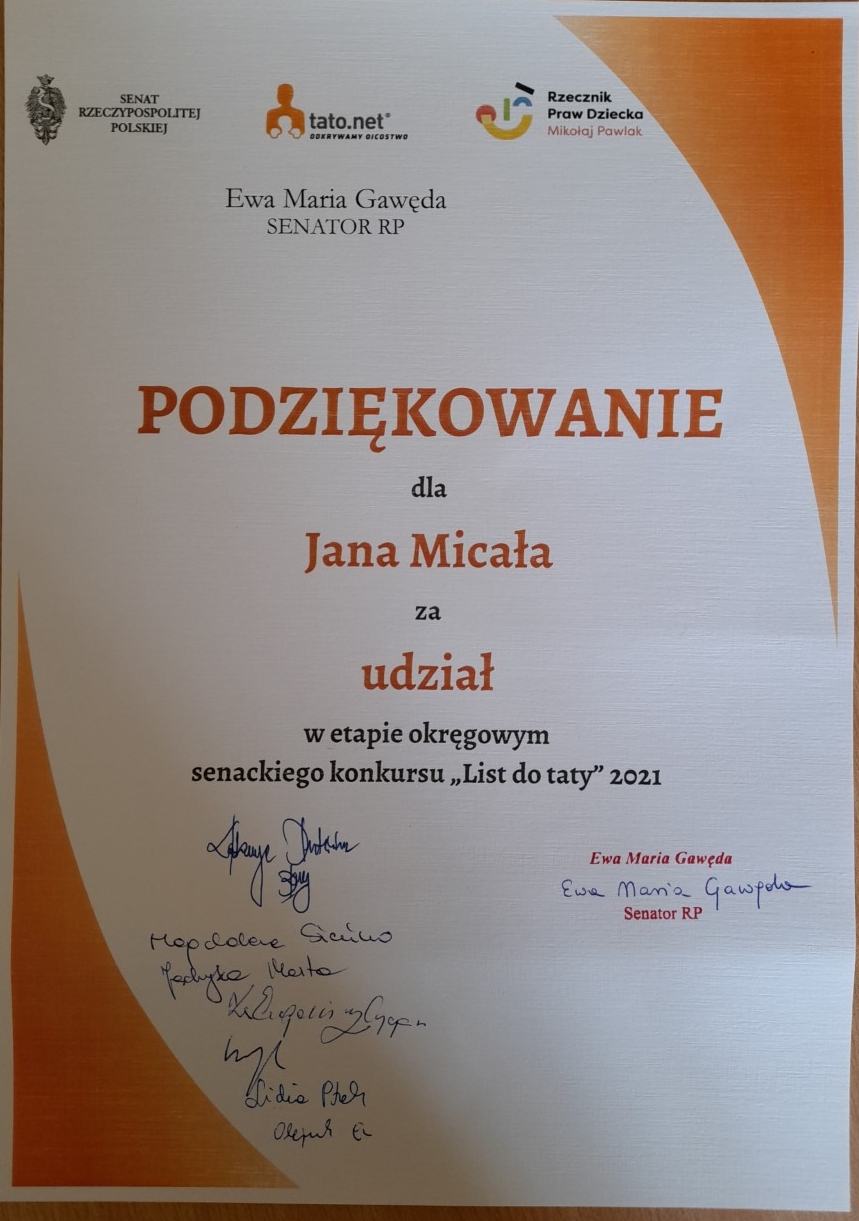 SENAT
RZECZYPOSPOLITEJ
POLSKIEJ
tato.net®
ODKRYWAMY OJCOSTWO
Rzecznik
Praw Dziecka
Mikołaj Pawlak
Ewa Maria Gawęda
SENATOR RP
PODZIĘKOWANIE
dla
Jana Micała
za
udział
w etapie okręgowym
senackiego konkursu „List do taty” 2021
Ewa Maria Gawęda
Ewa Maria Gawęda
Senator RP
Magdalena
Marta
Lidia